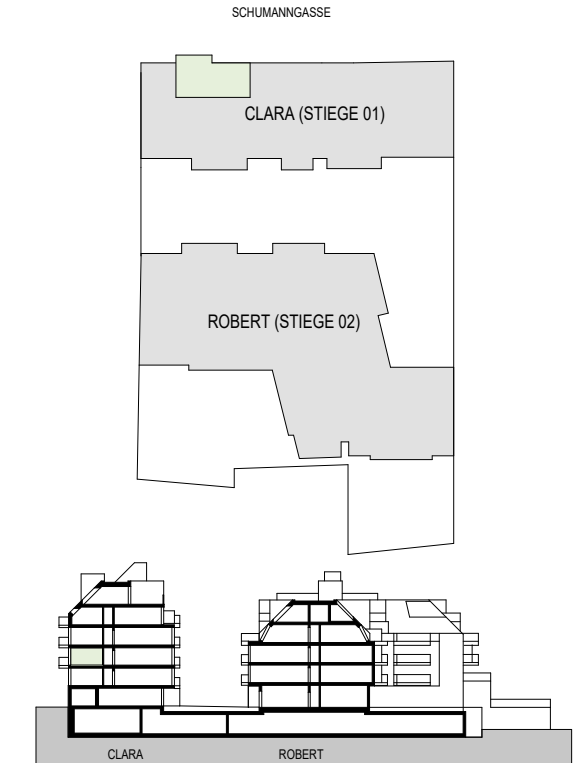 SCHUMANNGASSE
CLARA (STIEGE 01)
ROBERT (STIEGE 02)
CLARA
ROBERT